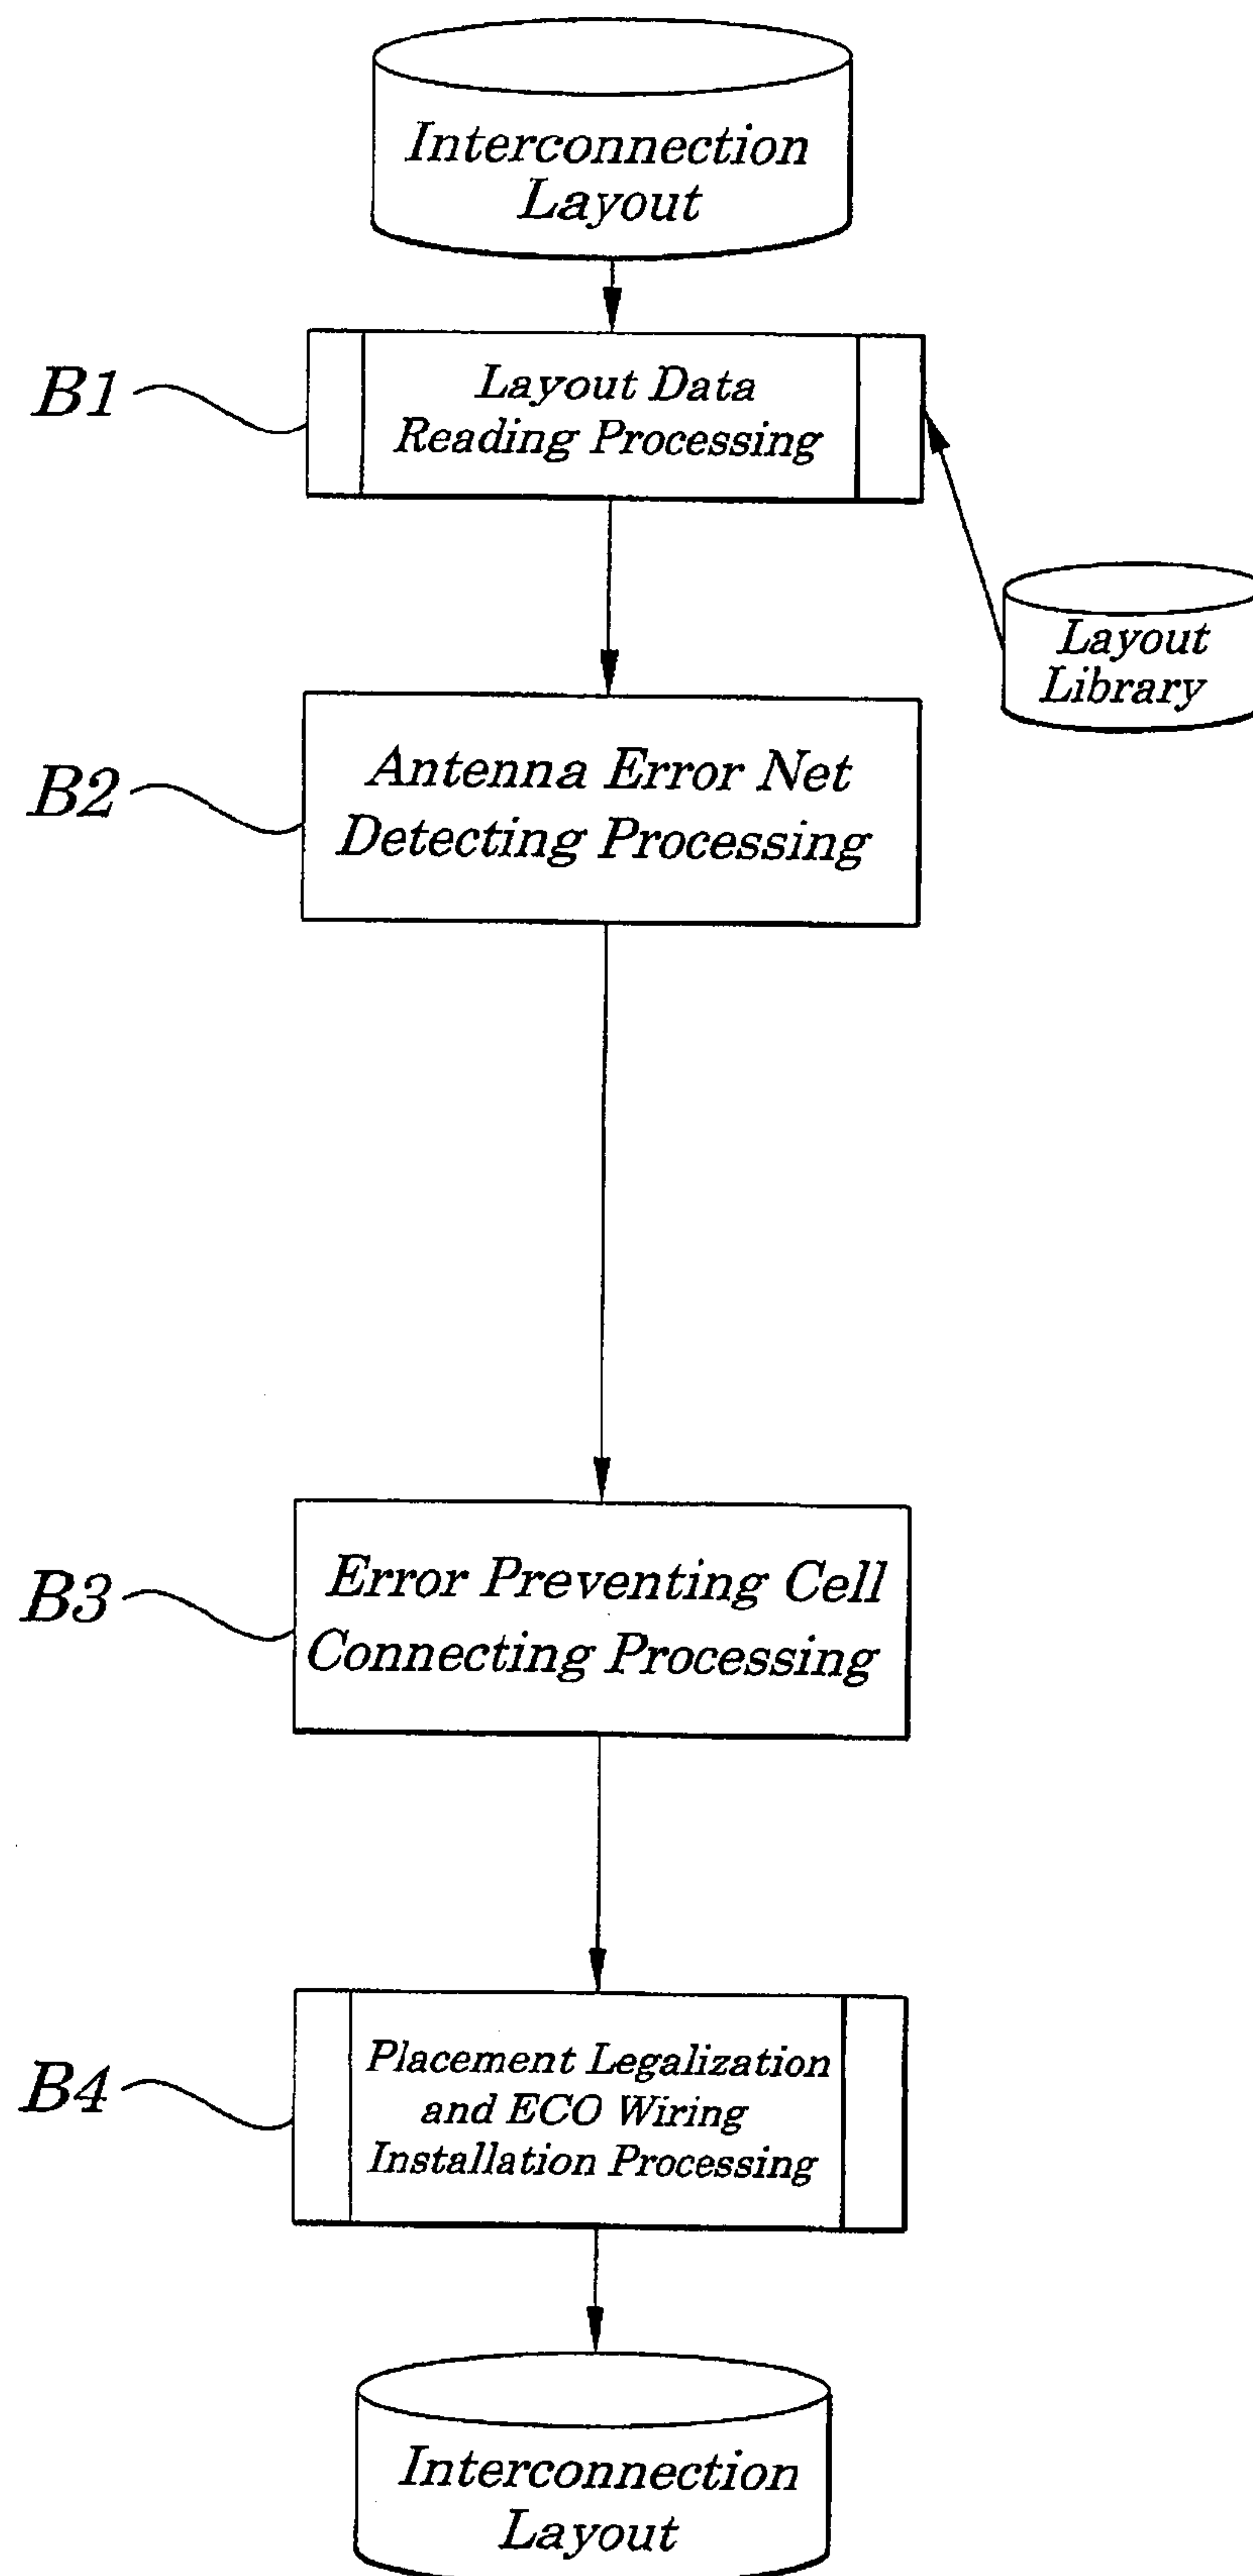 Interconnection
Layout
B1
Layout Data
Reading Processing
Layout
Library
B2
Antenna Error Net
Detecting Processing
B3
Error Preventing Cell
Connecting Processing
B4
Placement Legalization
and ECO Wiring
Installation Processing
Interconnection
Layout